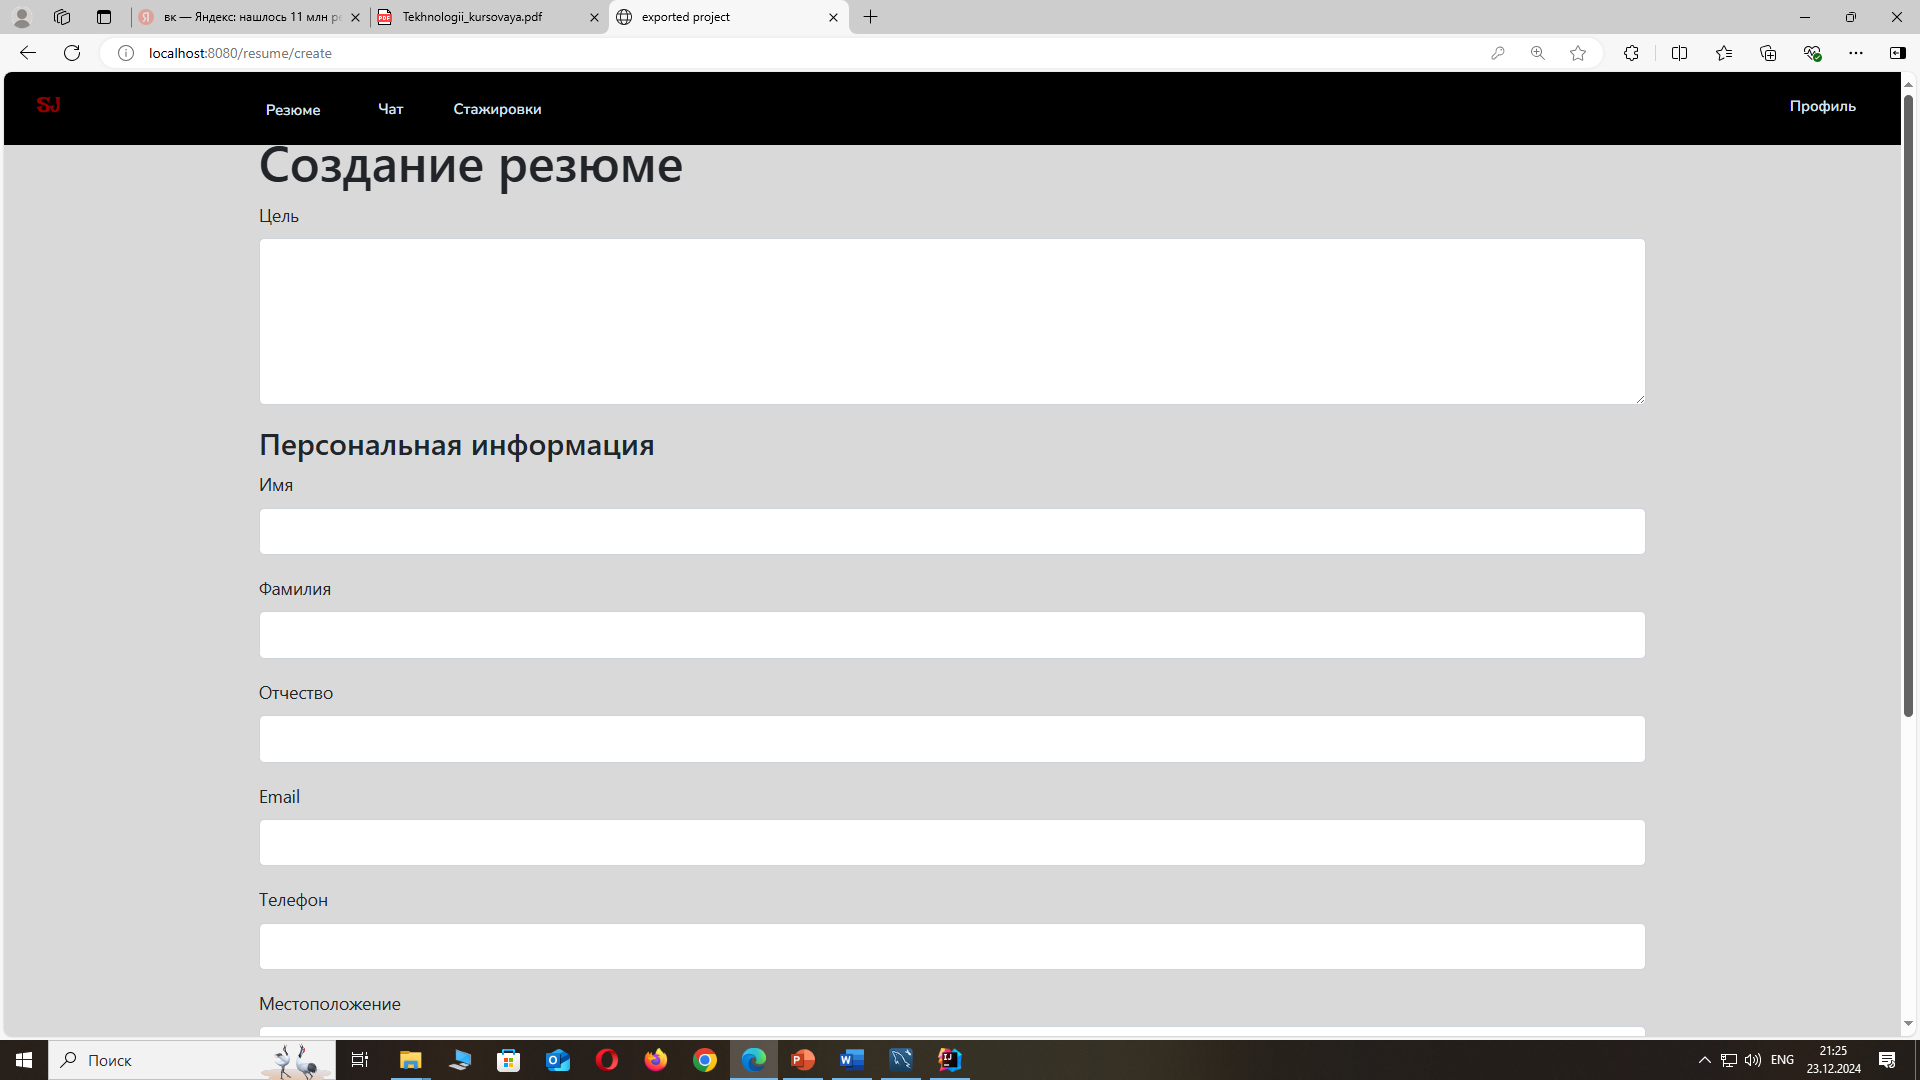 вк — Яндекс: нашлось 11 млн ре
Tekhnologii_kursovaya.pdf
exported project
localhost:8080/resume/create
SJ
Резюме
Чат
Стажировки
Профиль
Создание резюме
Цель
Персональная информация
Имя
Фамилия
Отчество
Email
Телефон
Местоположение
Поиск
ENG
21:25
23.12.2024